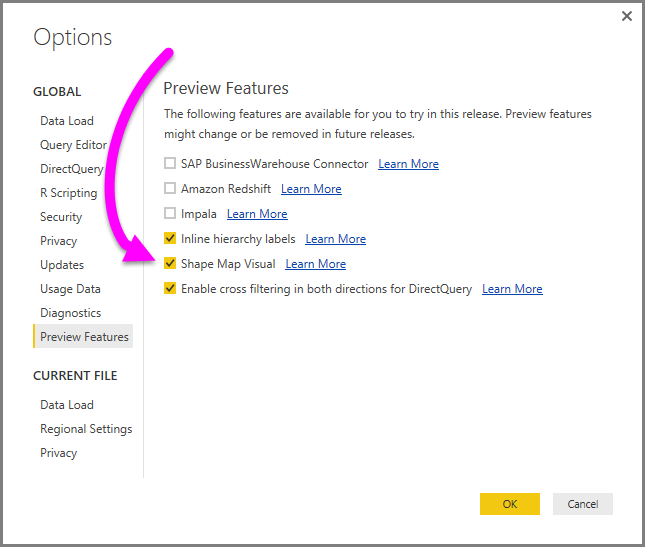 Options
GLOBAL
Data Load
Query Editor
DirectQuery
R Scripting
Security
Privacy
Updates
Usage Data
Diagnostics
Preview Features
CURRENT FILE
Data Load
Regional Settings
Privacy
Preview Features
The following features are available for you to try in this release. Preview features
might change or be removed in future releases.
SAP BusinessWarehouse Connector Learn More
Amazon Redshift Learn More
Impala Learn More
Inline hierarchy labels Learn More
Shape Map Visual Learn More
Enable cross filtering in both directions for DirectQuery Learn More
OK Cancel